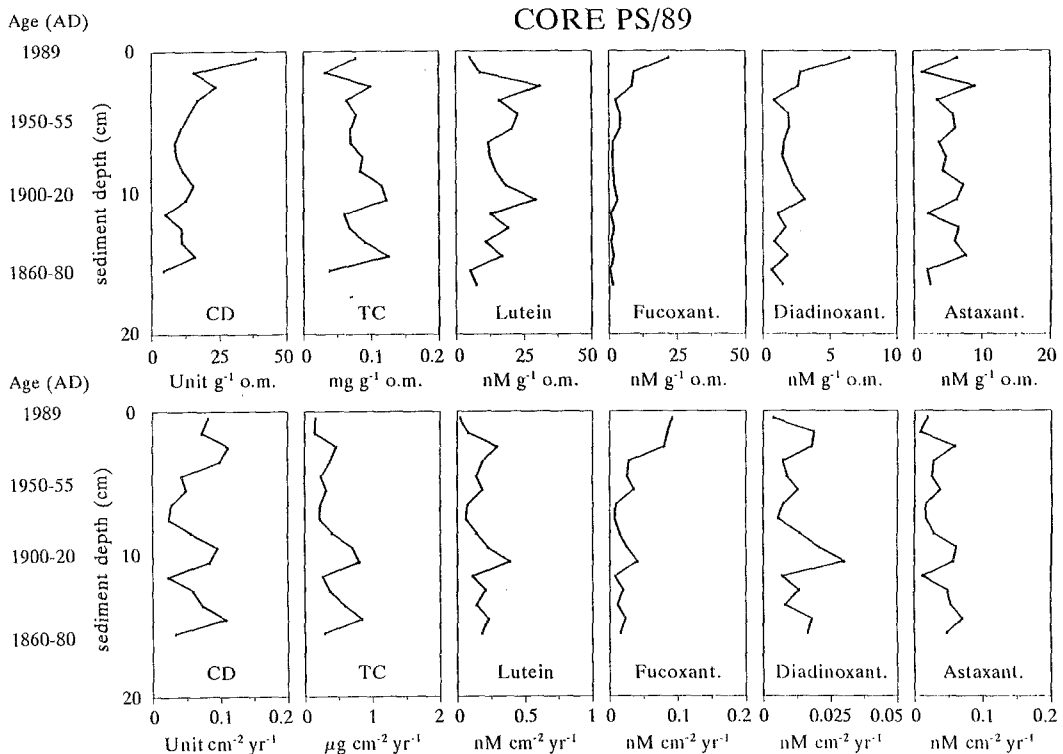 CORE PS/89
Age (AD)
1989
1950-55
1900-20
1860-80
sediment depth (cm)
0
10
20
CD
TC
Lutein
Fucoxant.
Diadinoxant.
Astaxant.
0 25 50
0 0.1 0.2
0 25 50
0 25 50
0 5 10
0 10 20
Unit g⁻¹ o.m.
mg g⁻¹ o.m.
nM g⁻¹ o.m.
nM g⁻¹ o.m.
nM g⁻¹ o.m.
nM g⁻¹ o.m.
Age (AD)
1989
1950-55
1900-20
1860-80
sediment depth (cm)
0
10
20
CD
TC
Lutein
Fucoxant.
Diadinoxant.
Astaxant.
0 0.1 0.2
0 1 2
0 0.5 1
0 0.1 0.2
0 0.025 0.05
0 0.1 0.2
Unit cm⁻² yr⁻¹
µg cm⁻² yr⁻¹
nM cm⁻² yr⁻¹
nM cm⁻² yr⁻¹
nM cm⁻² yr⁻¹
nM cm⁻² yr⁻¹